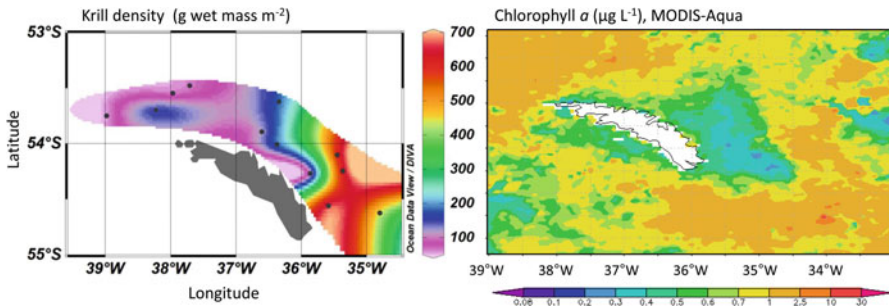 Krill density (g wet mass m⁻²)
Chlorophyll a (µg L⁻¹), MODIS-Aqua
53°S
54°S
55°S
Latitude
39°W 38°W 37°W 36°W 35°W
Longitude
700
600
500
400
300
200
100
Ocean Data View / DIVA
39°W 38°W 37°W 36°W 35°W 34°W
0.06 0.1 0.2 0.3 0.4 0.5 0.6 0.7 2.5 10 30